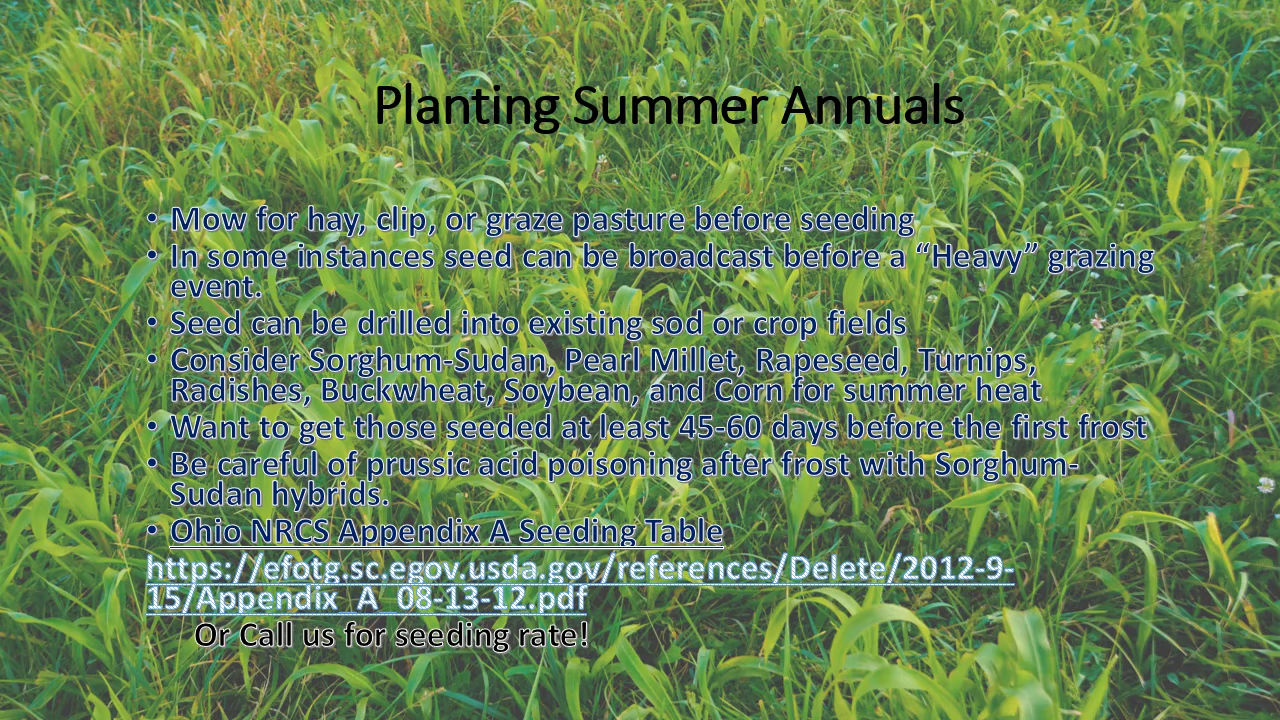 Planting Summer Annuals
• Mow for hay, clip, or graze pasture before seeding
• In some instances seed can be broadcast before a “Heavy” grazing
event.
• Seed can be drilled into existing sod or crop fields
• Consider Sorghum-Sudan, Pearl Millet, Rapeseed, Turnips,
Radishes, Buckwheat, Soybean, and Corn for summer heat
• Want to get those seeded at least 45-60 days before the first frost
• Be careful of prussic acid poisoning after frost with Sorghum-
Sudan hybrids.
• Ohio NRCS Appendix A Seeding Table
https://efotg.sc.egov.usda.gov/references/Delete/2012-9-
15/Appendix_A_08-13-12.pdf
Or Call us for seeding rate!